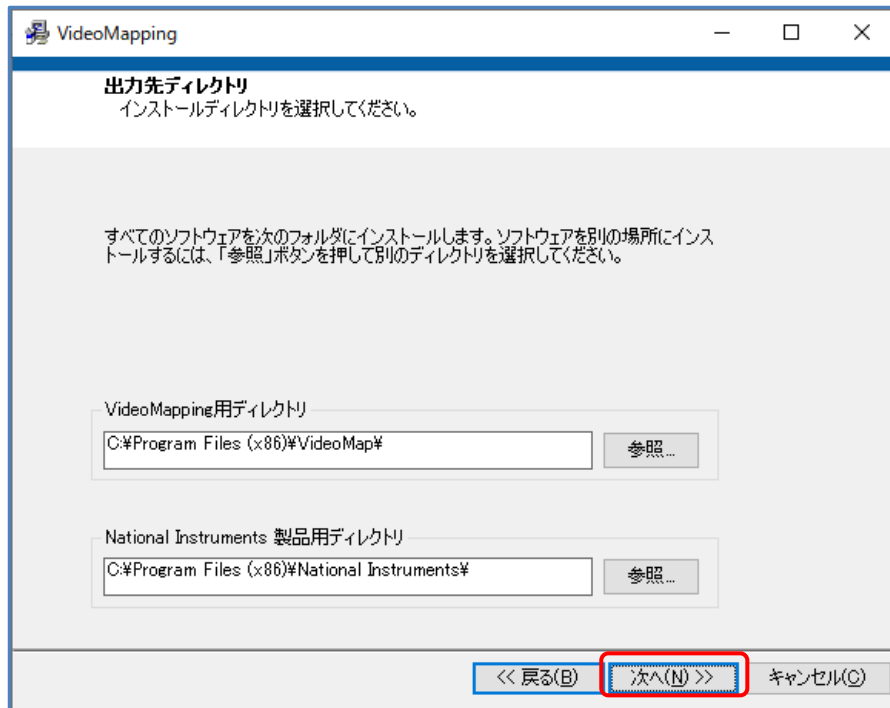 VideoMapping
出力先ディレクトリ
インストールディレクトリを選択してください。
すべてのソフトウェアを次のフォルダにインストールします。ソフトウェアを別の場所にインス
トールするには、「参照」ボタンを押して別のディレクトリを選択してください。
VideoMapping用ディレクトリ
C:¥Program Files (x86)¥VideoMap¥
参照...
National Instruments 製品用ディレクトリ
C:¥Program Files (x86)¥National Instruments¥
参照...
<< 戻る(B) 次へ(N) >> キャンセル(C)